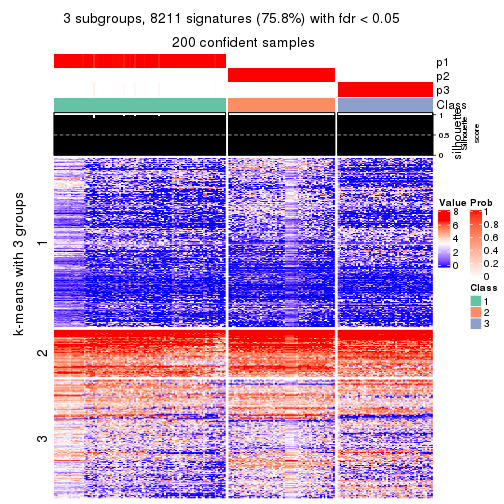 3 subgroups, 8211 signatures (75.8%) with fdr < 0.05
200 confident samples
p1
p2
p3
Class
1
0.5
0
silhouette
Silhouette
score
k-means with 3 groups
1
2
3
Value
8
6
4
2
0
Prob
1
0.8
0.6
0.4
0.2
0
Class
1
2
3